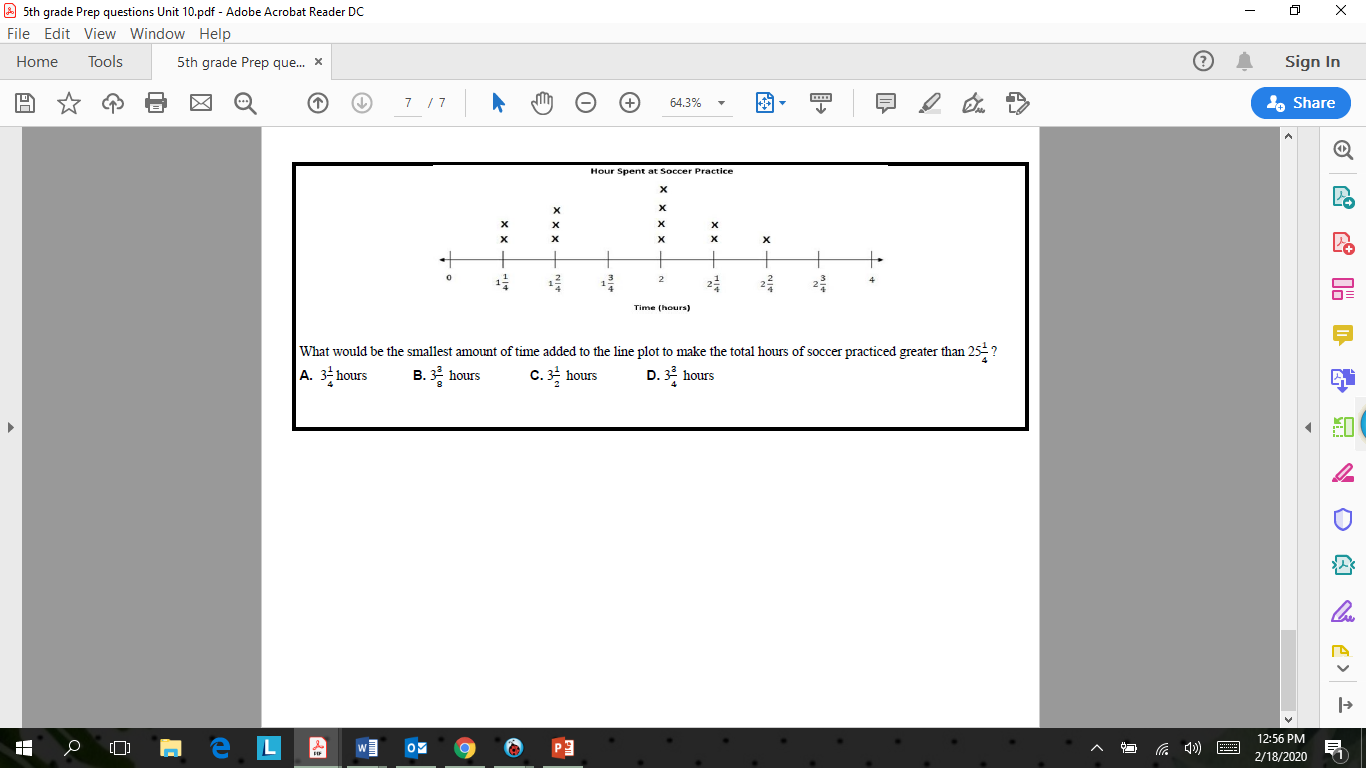 5th grade Prep questions Unit 10.pdf - Adobe Acrobat Reader DC
File Edit View Window Help
Home Tools 5th grade Prep que... × Sign In
7 / 7 64.3% Share
Hour Spent at Soccer Practice
x
x x
x x x x
x x x x x
0 1 1/4 1 2/4 1 3/4 2 2 1/4 2 2/4 2 3/4 4
Time (hours)
What would be the smallest amount of time added to the line plot to make the total hours of soccer practiced greater than 25 1/4 ?
A. 3 1/4 hours B. 3 3/8 hours C. 3 1/2 hours D. 3 3/4 hours
12:56 PM
2/18/2020
1